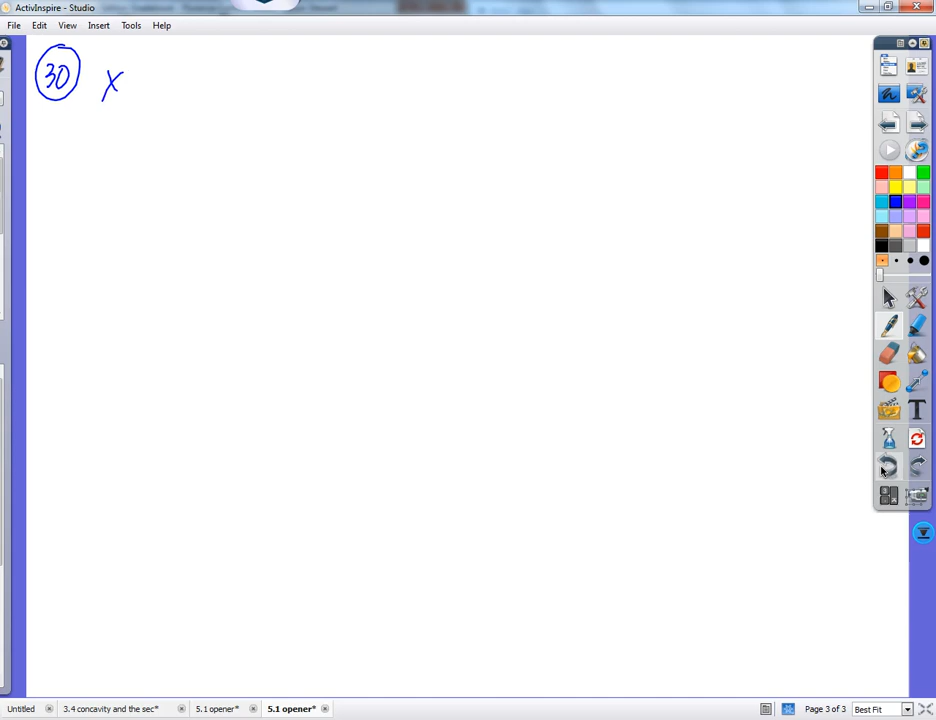 ActivInspire - Studio
File Edit View Insert Tools Help
30 x
T
Untitled 3.4 concavity and the sec* 5.1 opener* 5.1 opener* Page 3 of 3 Best Fit